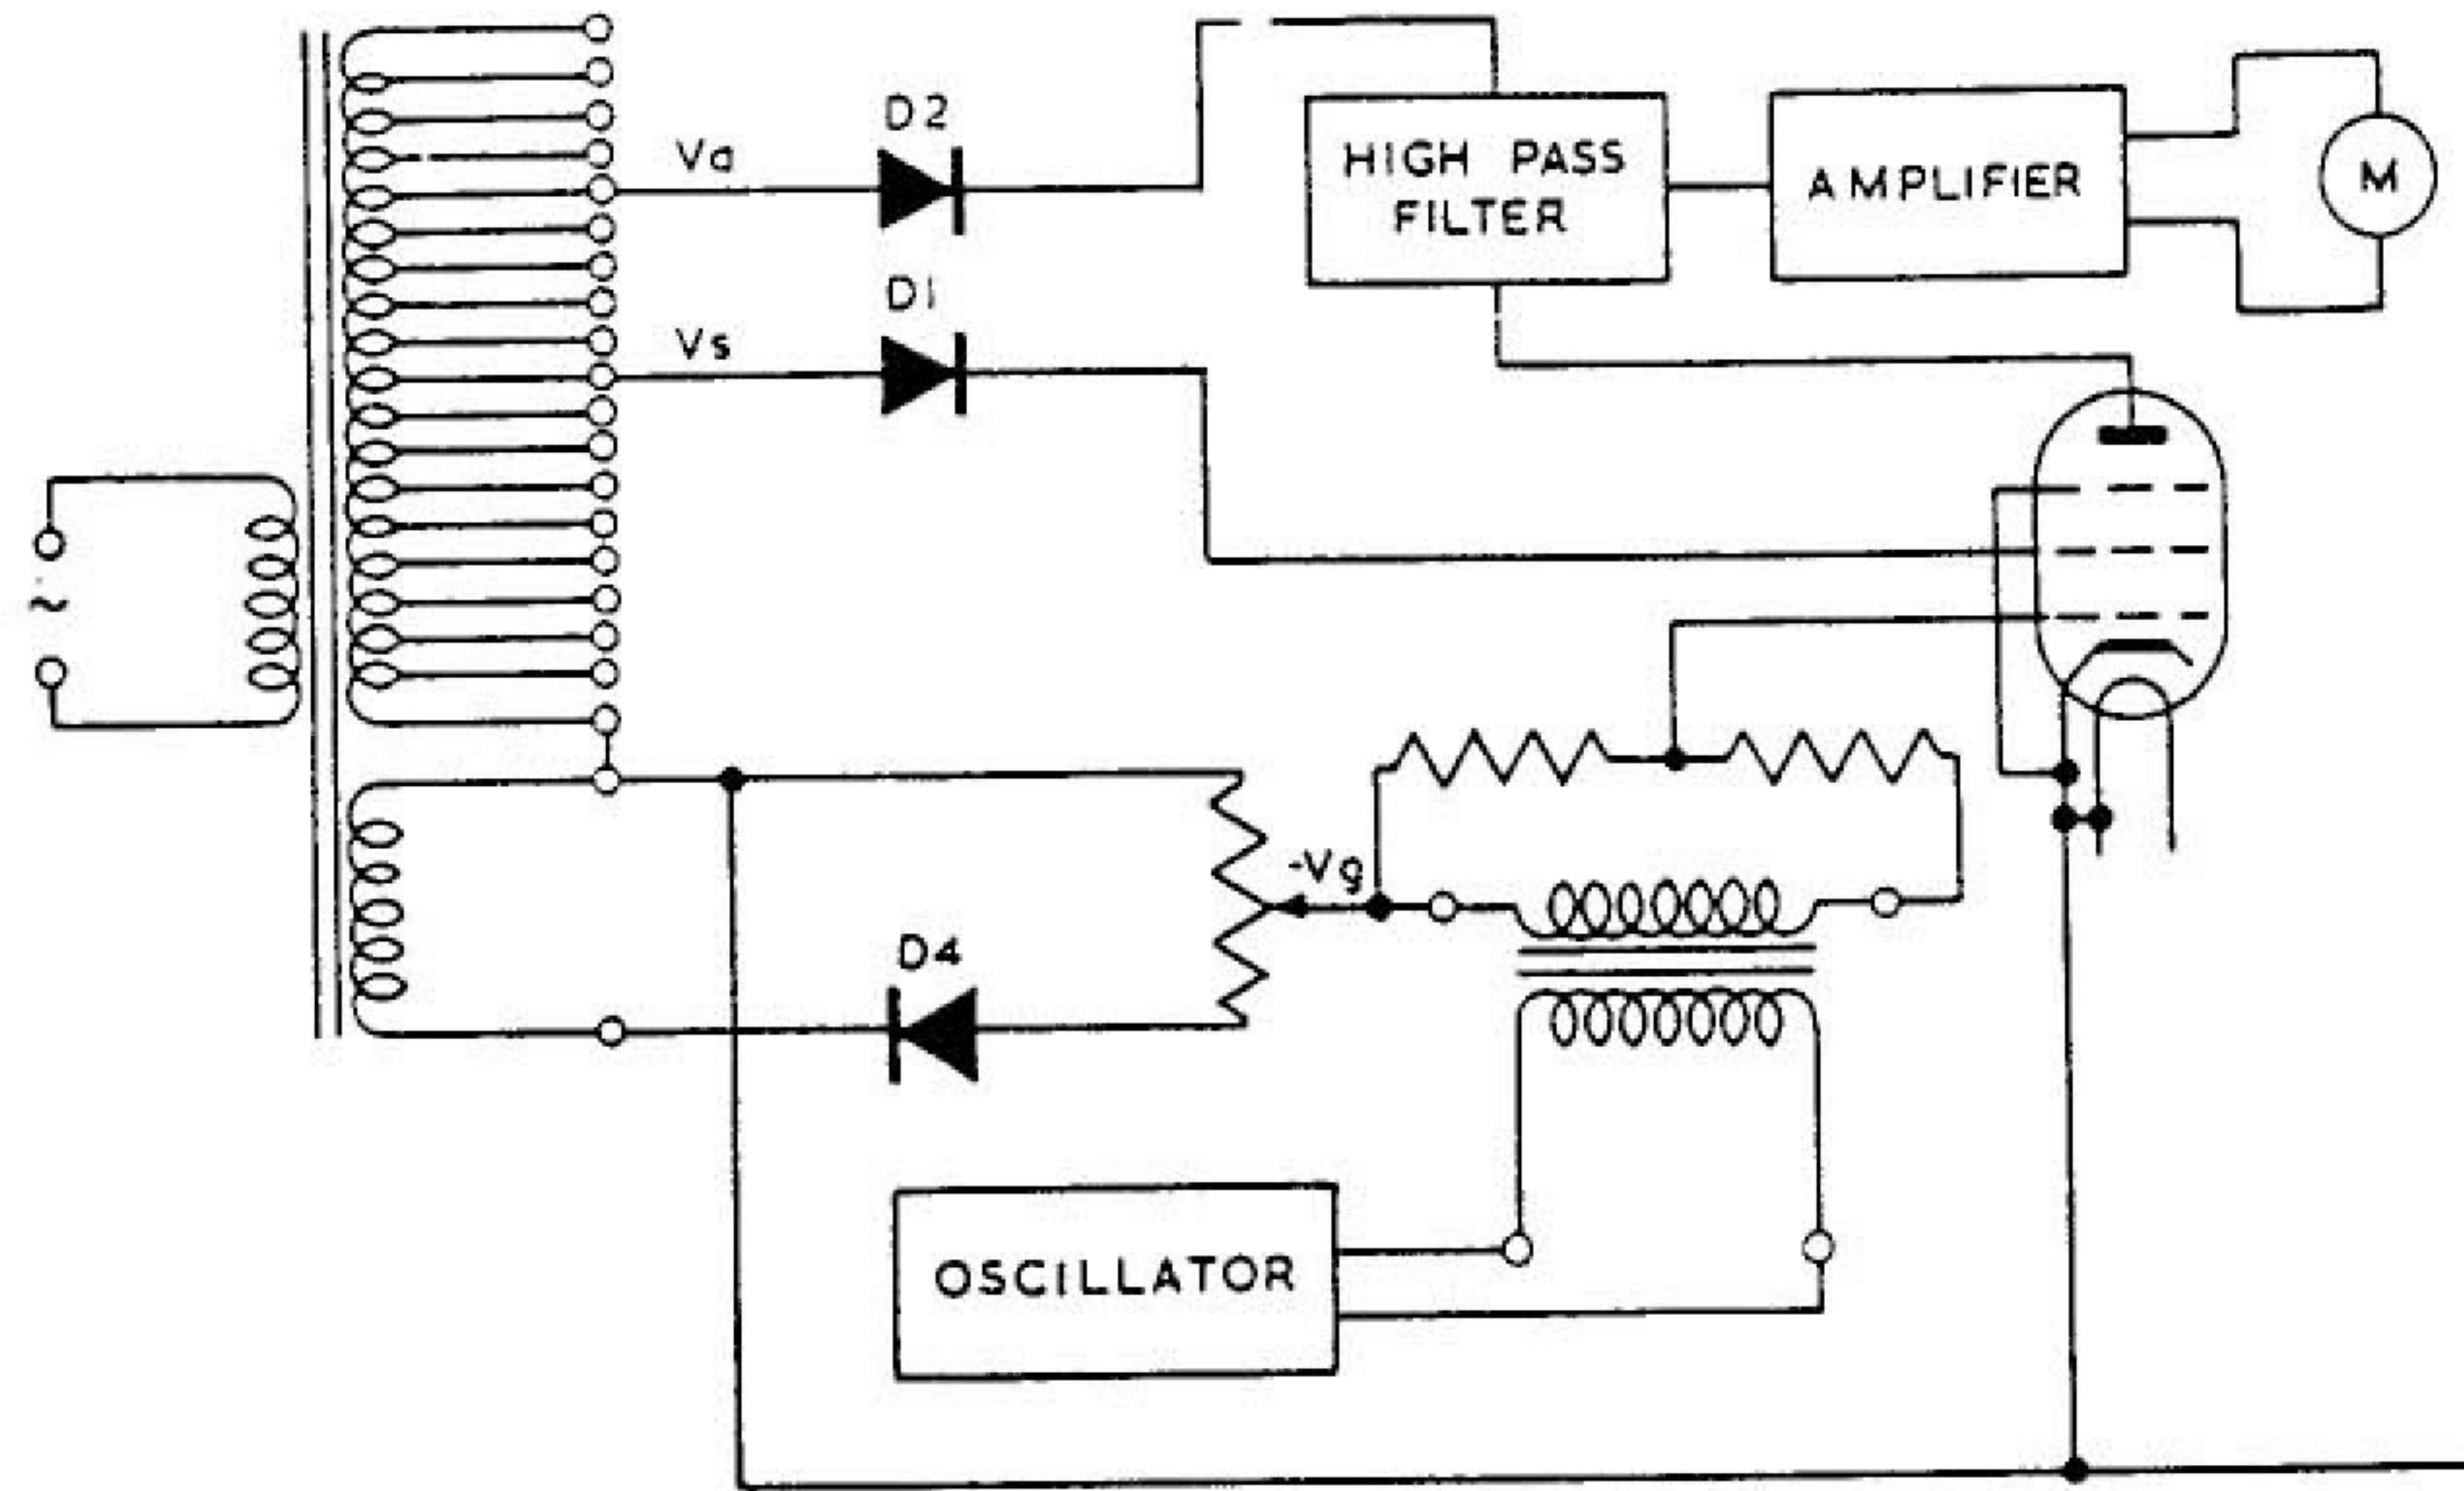 D2
Va
HIGH PASS
FILTER
AMPLIFIER
M
D1
Vs
~
-Vg
D4
OSCILLATOR